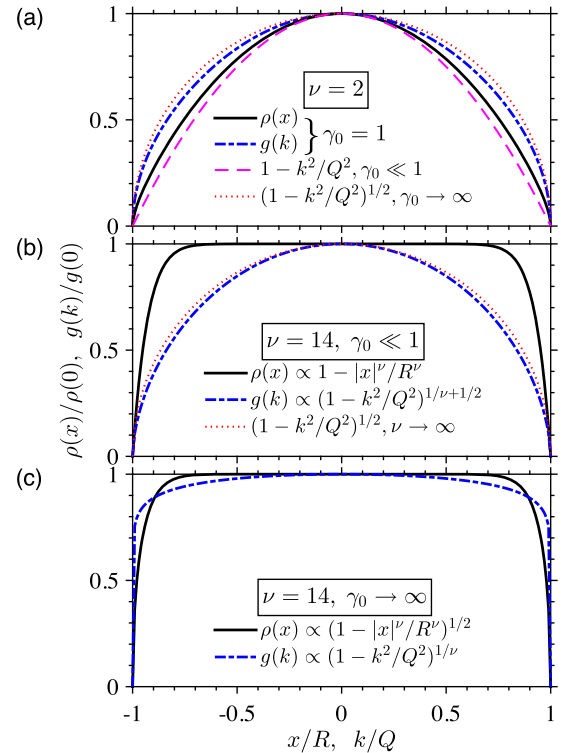 (a)
1
0.5
0
ν = 2
ρ(x)
g(k) } γ₀ = 1
1 − k²/Q², γ₀ ≪ 1
(1 − k²/Q²)^{1/2}, γ₀ → ∞
(b)
1
0.5
0
ρ(x)/ρ(0), g(k)/g(0)
ν = 14, γ₀ ≪ 1
ρ(x) ∝ 1 − |x|^ν/R^ν
g(k) ∝ (1 − k²/Q²)^{1/ν+1/2}
(1 − k²/Q²)^{1/2}, ν → ∞
(c)
1
0.5
0
ν = 14, γ₀ → ∞
ρ(x) ∝ (1 − |x|^ν/R^ν)^{1/2}
g(k) ∝ (1 − k²/Q²)^{1/ν}
-1 -0.5 0 0.5 1
x/R, k/Q